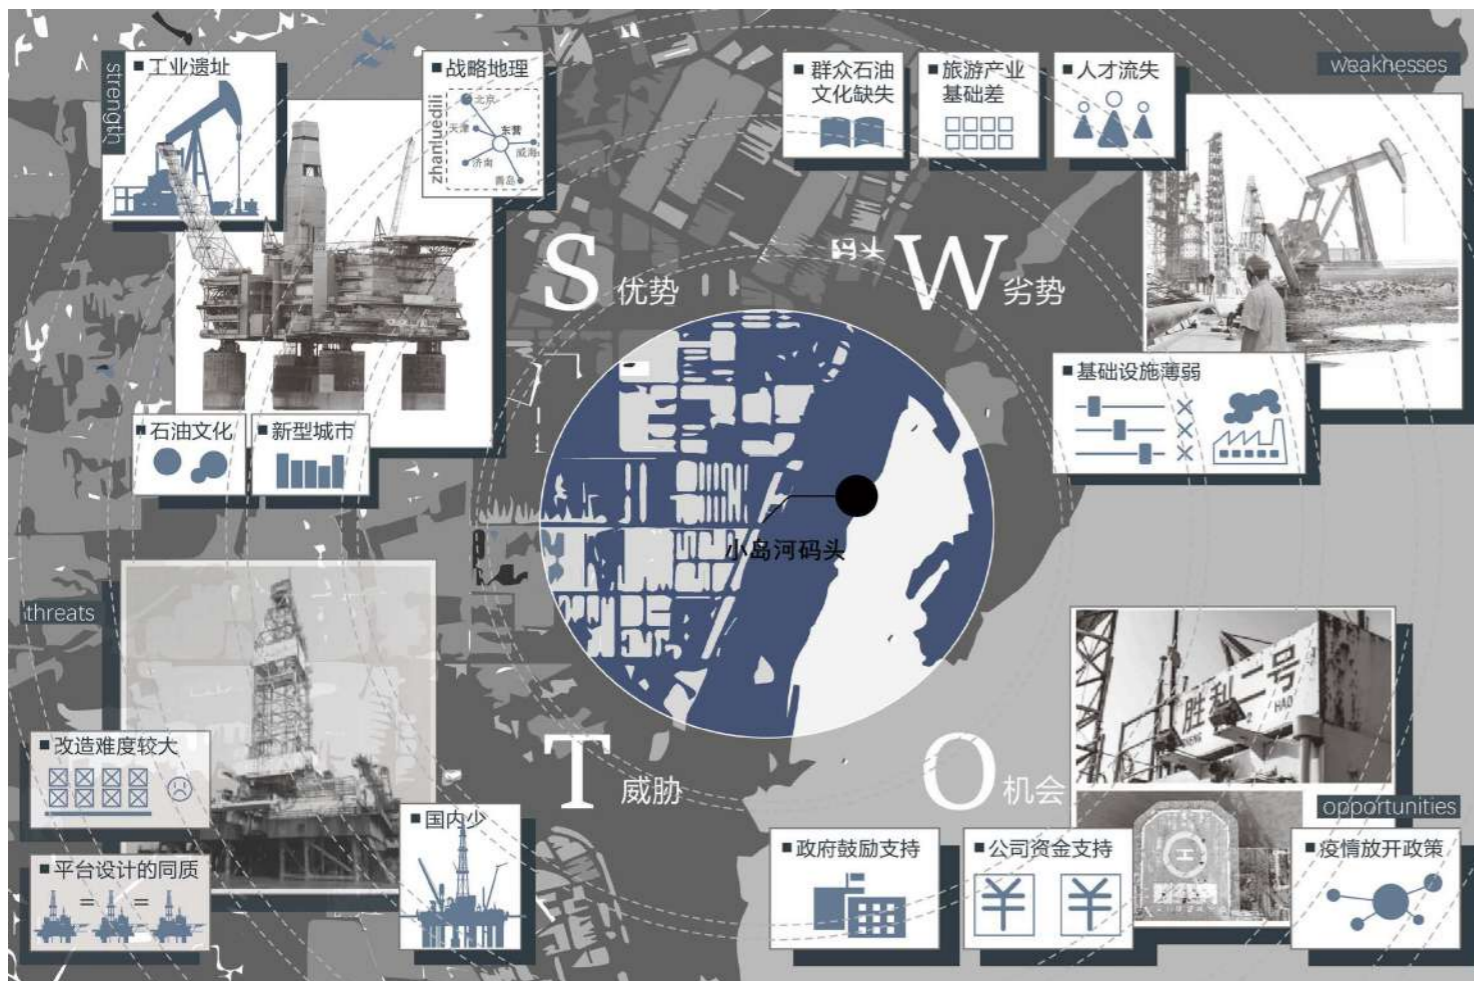 strength
工业遗址
战略地理
zhanluedili
北京
天津
东营
威海
济南
青岛
石油文化
新型城市
S 优势
群众石油
文化缺失
旅游产业
基础差
人才流失
weaknesses
码头
W 劣势
基础设施薄弱
小岛河码头
threats
改造难度较大
平台设计的同质
= =
国内少
T 威胁
O 机会
胜利二号
HAO
opportunities
政府鼓励支持
公司资金支持
¥ ¥
疫情放开政策
H